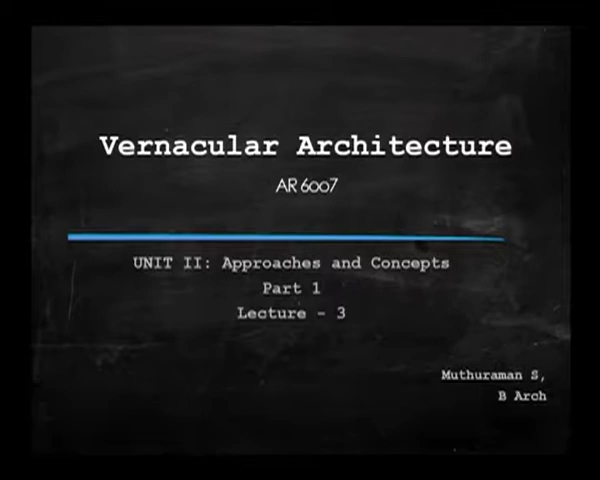 Vernacular Architecture
AR 6007
UNIT II: Approaches and Concepts
Part 1
Lecture - 3
Muthuraman S,
B Arch